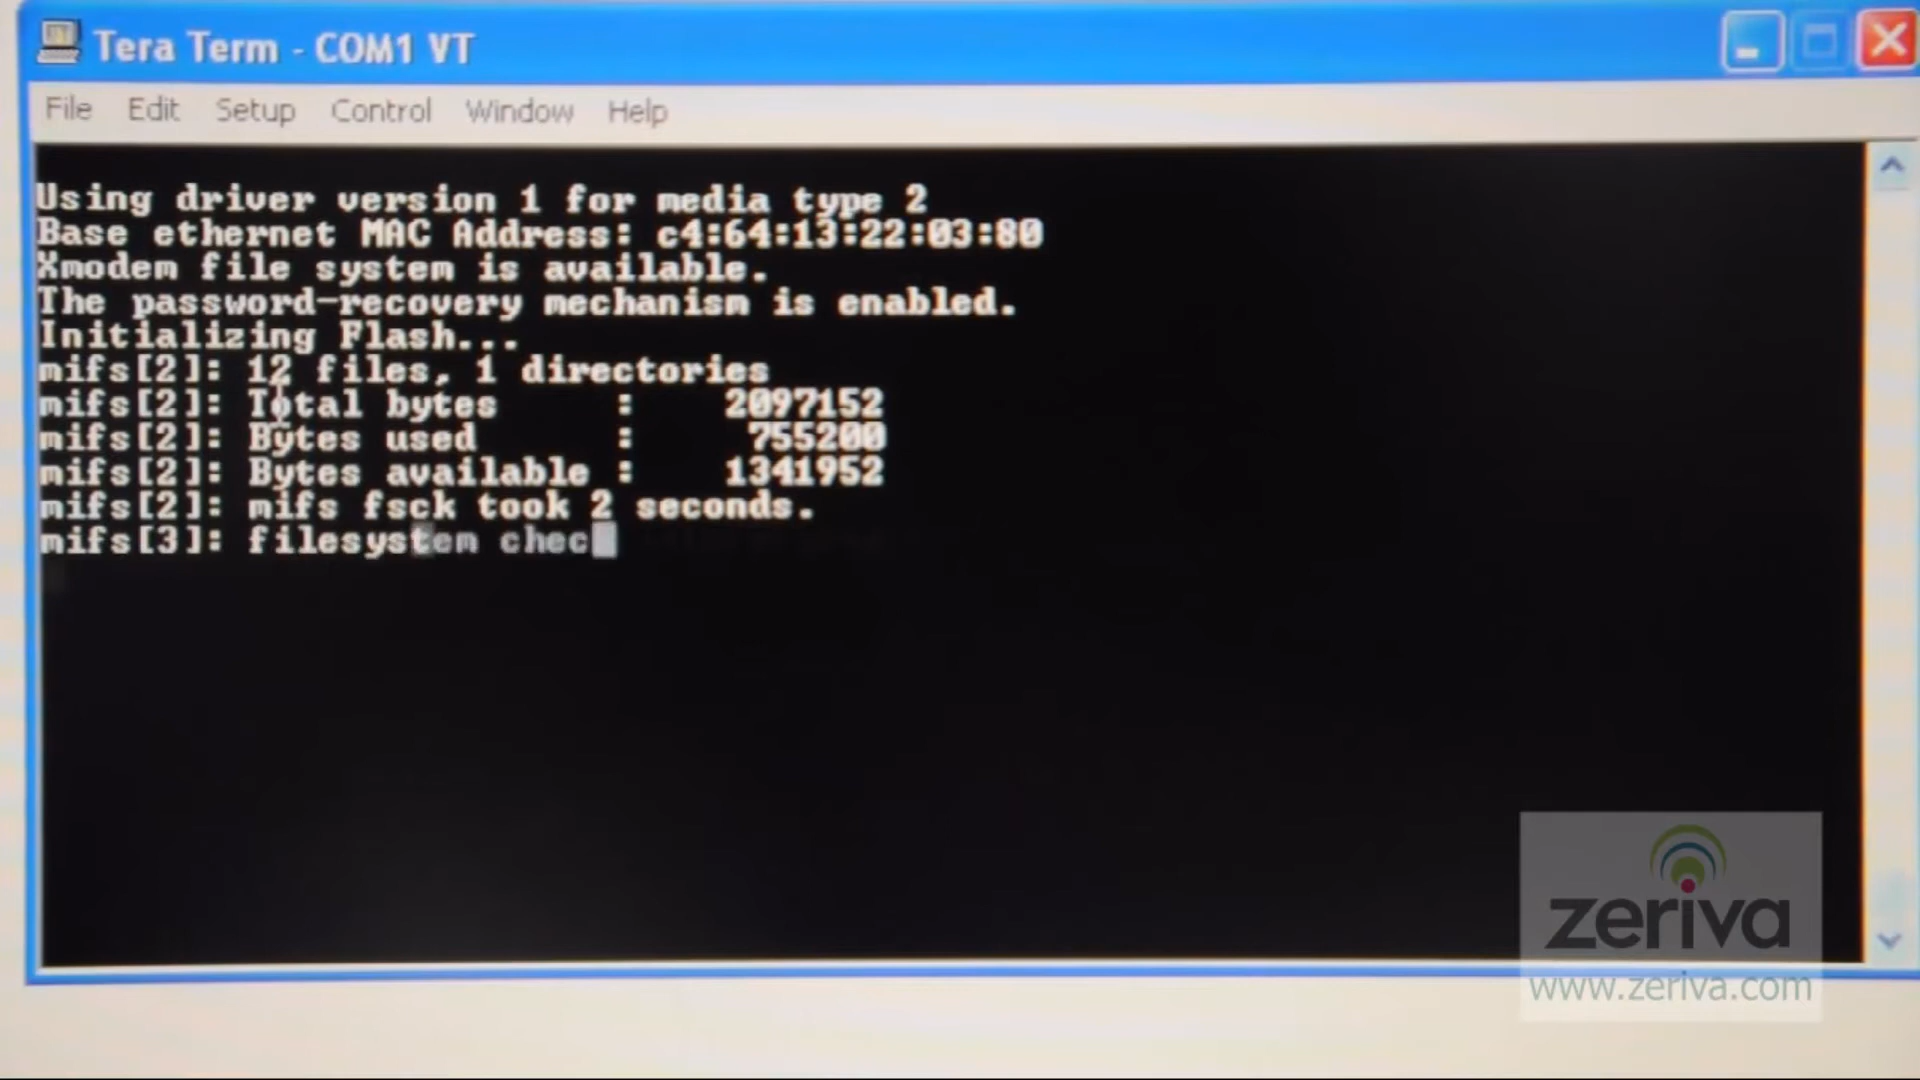 Tera Term - COM1 VT
File Edit Setup Control Window Help
Using driver version 1 for media type 2
Base ethernet MAC Address: c4:64:13:22:03:80
Xmodem file system is available.
The password-recovery mechanism is enabled.
Initializing Flash...
mifs[2]: 12 files, 1 directories
mifs[2]: Total bytes : 2097152
mifs[2]: Bytes used : 755200
mifs[2]: Bytes available : 1341952
mifs[2]: mifs fsck took 2 seconds.
mifs[3]: filesystem chec
zeriva
www.zeriva.com